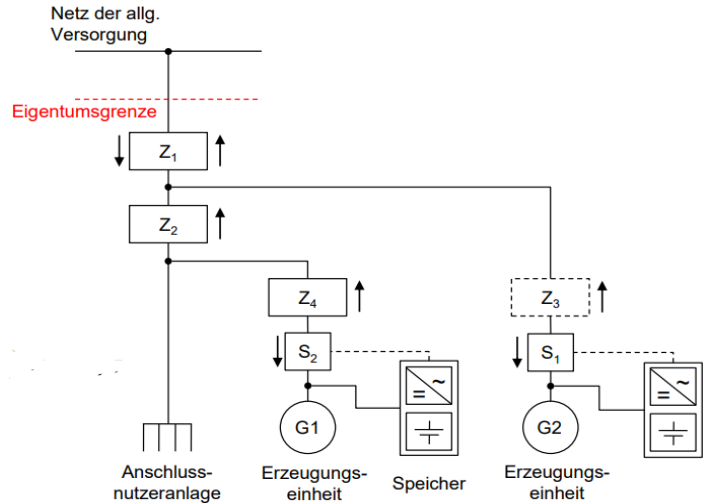 Netz der allg.
Versorgung
Eigentumsgrenze
Z1
Z2
Z4
Z3
S2
S1
= ~
= ~
G1
G2
Anschluss-
nutzeranlage
Erzeugungs-
einheit
Speicher
Erzeugungs-
einheit